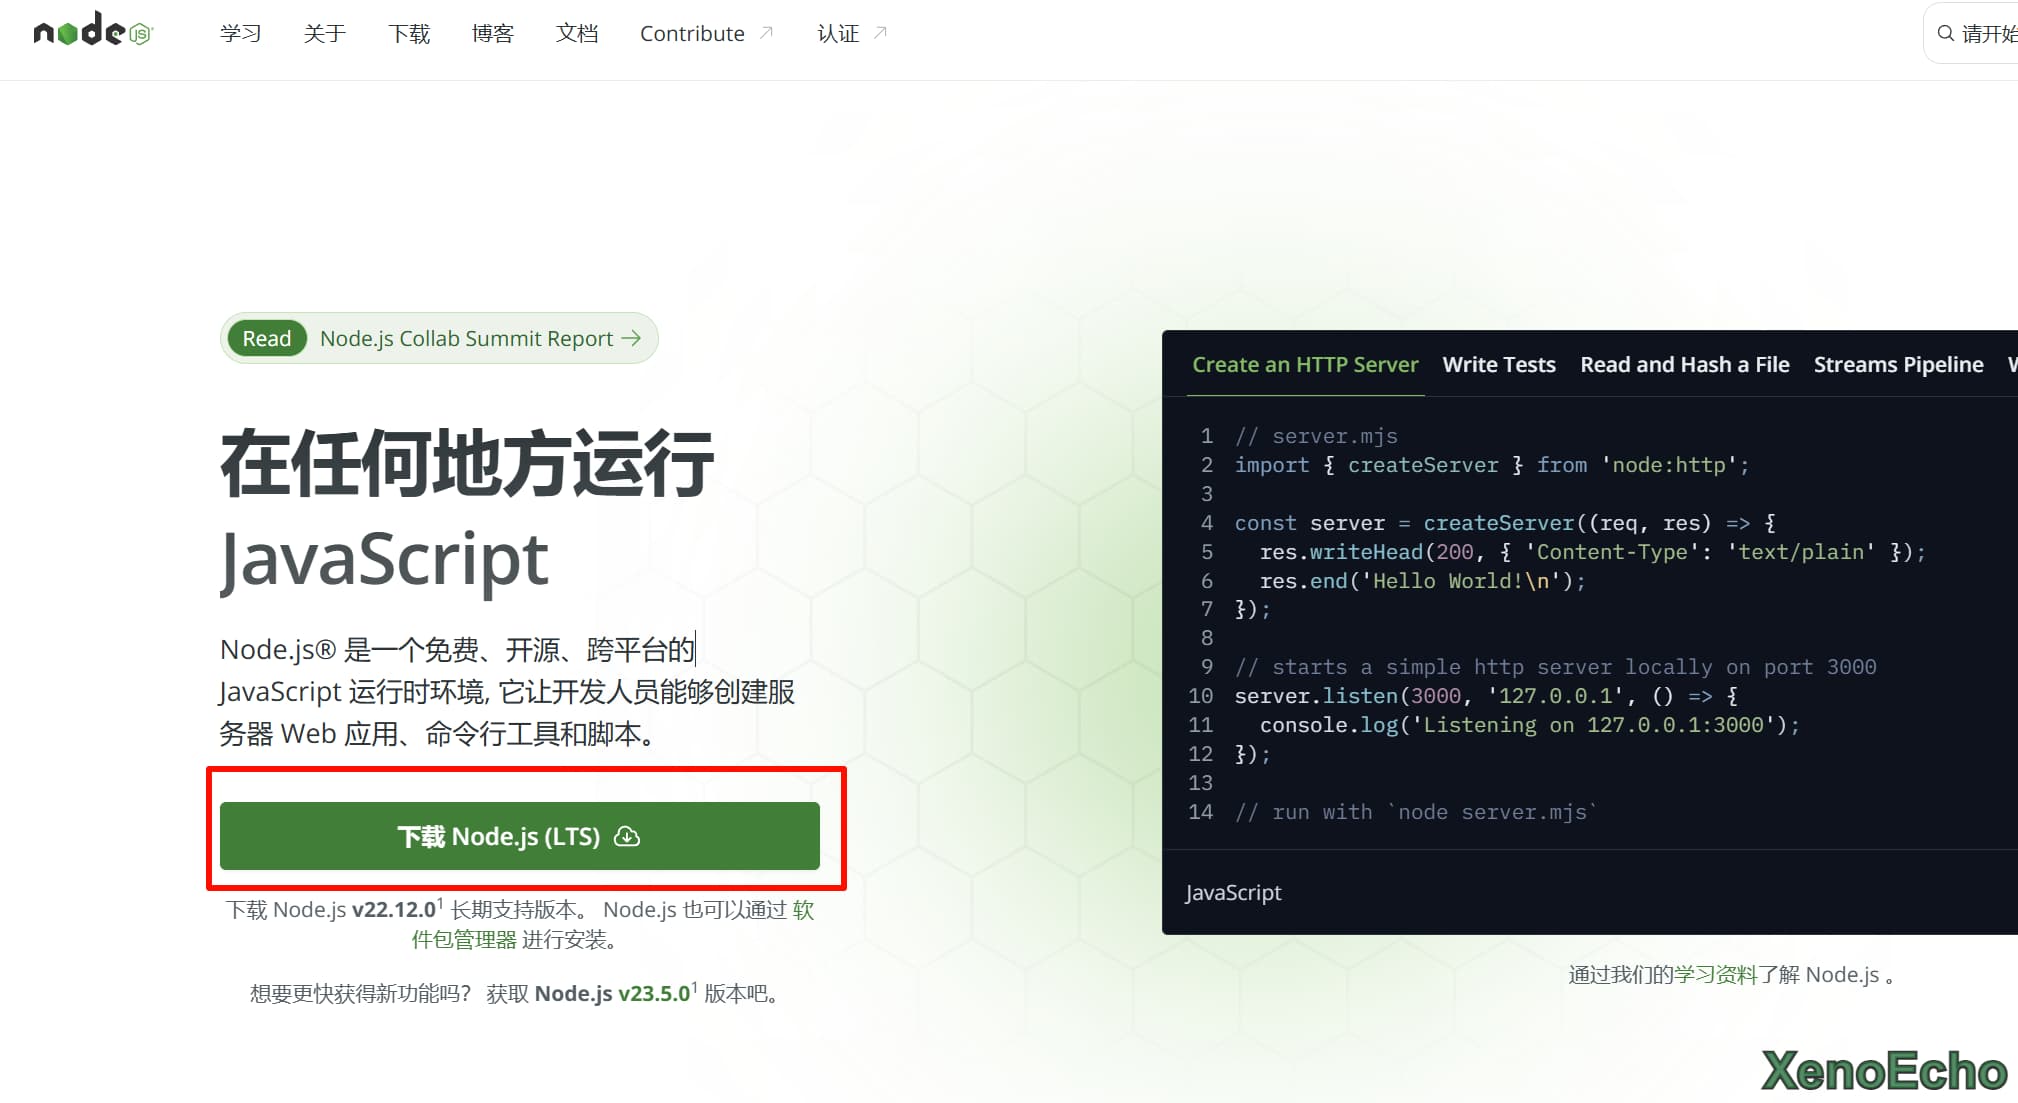 node JS
学习 关于 下载 博客 文档 Contribute 认证
请开始
Read Node.js Collab Summit Report
在任何地方运行
JavaScript
Node.js® 是一个免费、开源、跨平台的
JavaScript 运行时环境, 它让开发人员能够创建服
务器 Web 应用、命令行工具和脚本。
下载 Node.js (LTS)
下载 Node.js v22.12.0¹ 长期支持版本。 Node.js 也可以通过 软
件包管理器 进行安装。
想要更快获得新功能吗? 获取 Node.js v23.5.0¹ 版本吧。
Create an HTTP Server Write Tests Read and Hash a File Streams Pipeline
1 // server.mjs
2 import { createServer } from 'node:http';
3
4 const server = createServer((req, res) => {
5   res.writeHead(200, { 'Content-Type': 'text/plain' });
6   res.end('Hello World!\n');
7 });
8
9 // starts a simple http server locally on port 3000
10 server.listen(3000, '127.0.0.1', () => {
11   console.log('Listening on 127.0.0.1:3000');
12 });
13
14 // run with `node server.mjs`
JavaScript
通过我们的学习资料了解 Node.js 。
XenoEcho